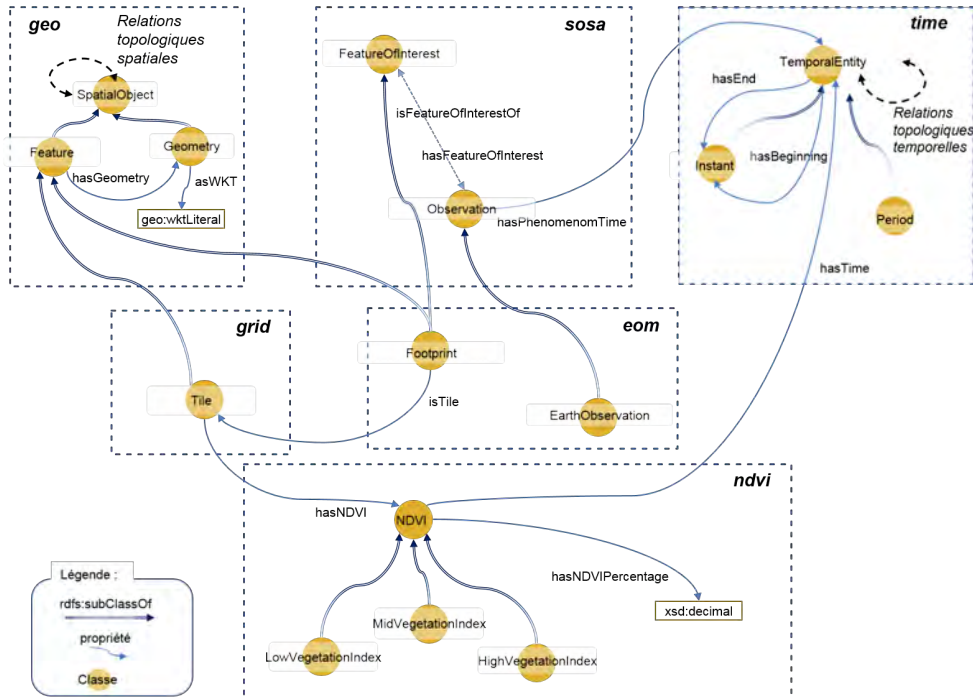 geo
Relations
topologiques
spatiales
SpatialObject
Feature
Geometry
hasGeometry
asWKT
geo:wktLiteral
sosa
FeatureOfInterest
isFeatureOfInterestOf
hasFeatureOfInterest
Observation
hasPhenomenomTime
time
TemporalEntity
hasEnd
Relations
topologiques
temporelles
hasBeginning
Instant
Period
hasTime
grid
Tile
eom
Footprint
isTile
EarthObservation
ndvi
hasNDVI
NDVI
hasNDVIPercentage
xsd:decimal
MidVegetationIndex
LowVegetationIndex
HighVegetationIndex
Légende :
rdfs:subClassOf
propriété
Classe